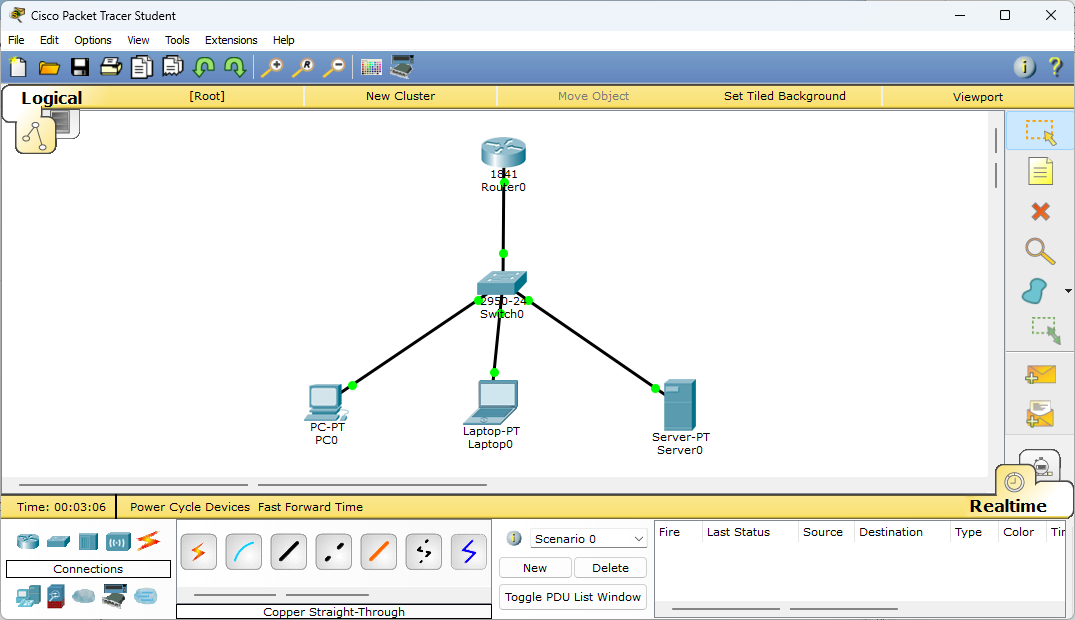 Cisco Packet Tracer Student
File Edit Options View Tools Extensions Help
Logical [Root] New Cluster Move Object Set Tiled Background Viewport
1841
Router0
2950-24
Switch0
PC-PT
PC0
Laptop-PT
Laptop0
Server-PT
Server0
Realtime
Time: 00:03:06 Power Cycle Devices Fast Forward Time
Fire Last Status Source Destination Type Color Tir
Scenario 0
New Delete
Connections
Toggle PDU List Window
Copper Straight-Through